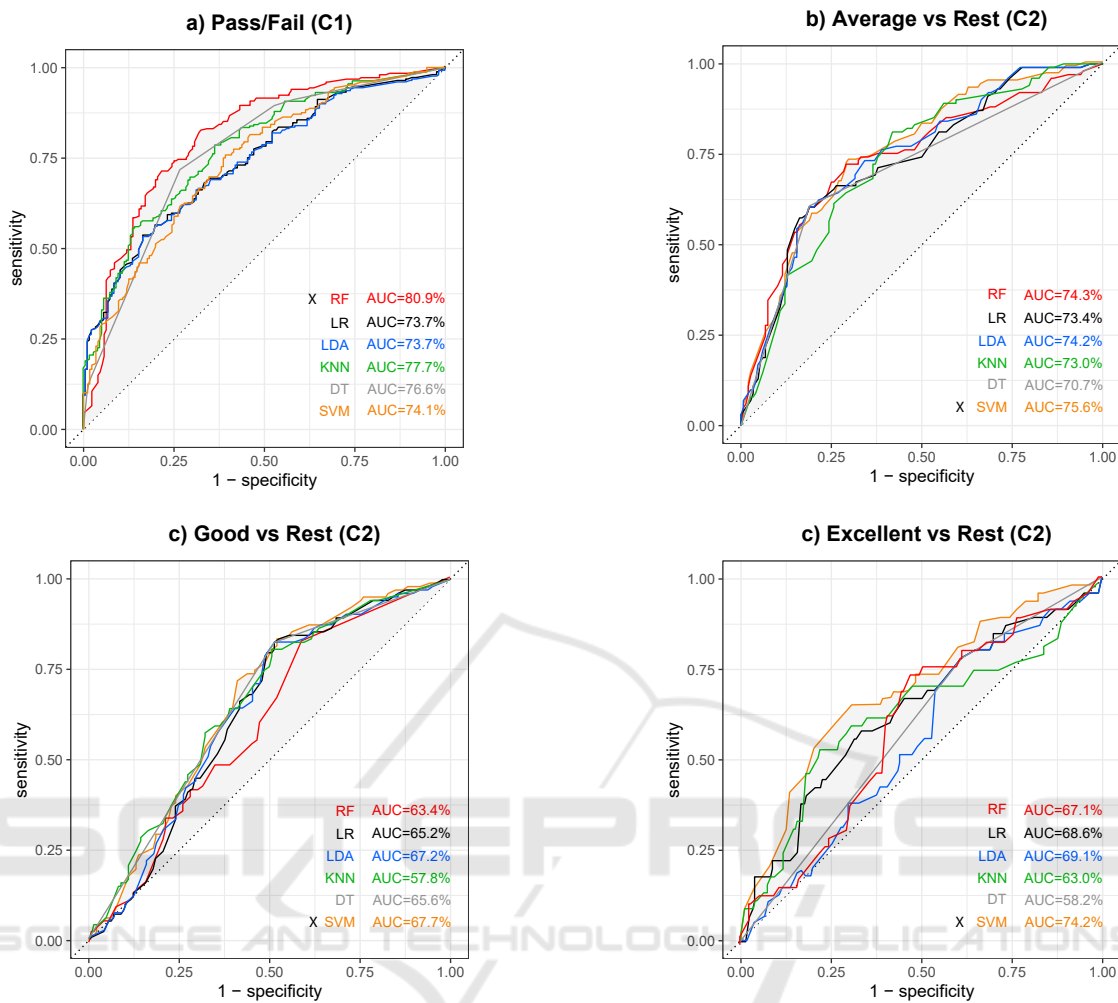 a) Pass/Fail (C1)
sensitivity
1.00
0.75
0.50
0.25
0.00
X RF AUC=80.9%
LR AUC=73.7%
LDA AUC=73.7%
KNN AUC=77.7%
DT AUC=76.6%
SVM AUC=74.1%
0.00 0.25 0.50 0.75 1.00
1 − specificity
b) Average vs Rest (C2)
sensitivity
1.00
0.75
0.50
0.25
0.00
RF AUC=74.3%
LR AUC=73.4%
LDA AUC=74.2%
KNN AUC=73.0%
DT AUC=70.7%
X SVM AUC=75.6%
0.00 0.25 0.50 0.75 1.00
1 − specificity
c) Good vs Rest (C2)
sensitivity
1.00
0.75
0.50
0.25
0.00
RF AUC=63.4%
LR AUC=65.2%
LDA AUC=67.2%
KNN AUC=57.8%
DT AUC=65.6%
X SVM AUC=67.7%
0.00 0.25 0.50 0.75 1.00
1 − specificity
c) Excellent vs Rest (C2)
sensitivity
1.00
0.75
0.50
0.25
0.00
RF AUC=67.1%
LR AUC=68.6%
LDA AUC=69.1%
KNN AUC=63.0%
DT AUC=58.2%
X SVM AUC=74.2%
0.00 0.25 0.50 0.75 1.00
1 − specificity
SCITEPRESS
SCIENCE AND TECHNOLOGY PUBLICATIONS